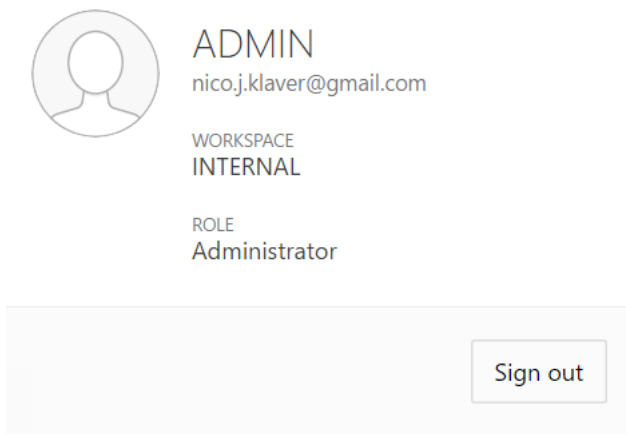 ADMIN
nico.j.klaver@gmail.com
WORKSPACE
INTERNAL
ROLE
Administrator
Sign out